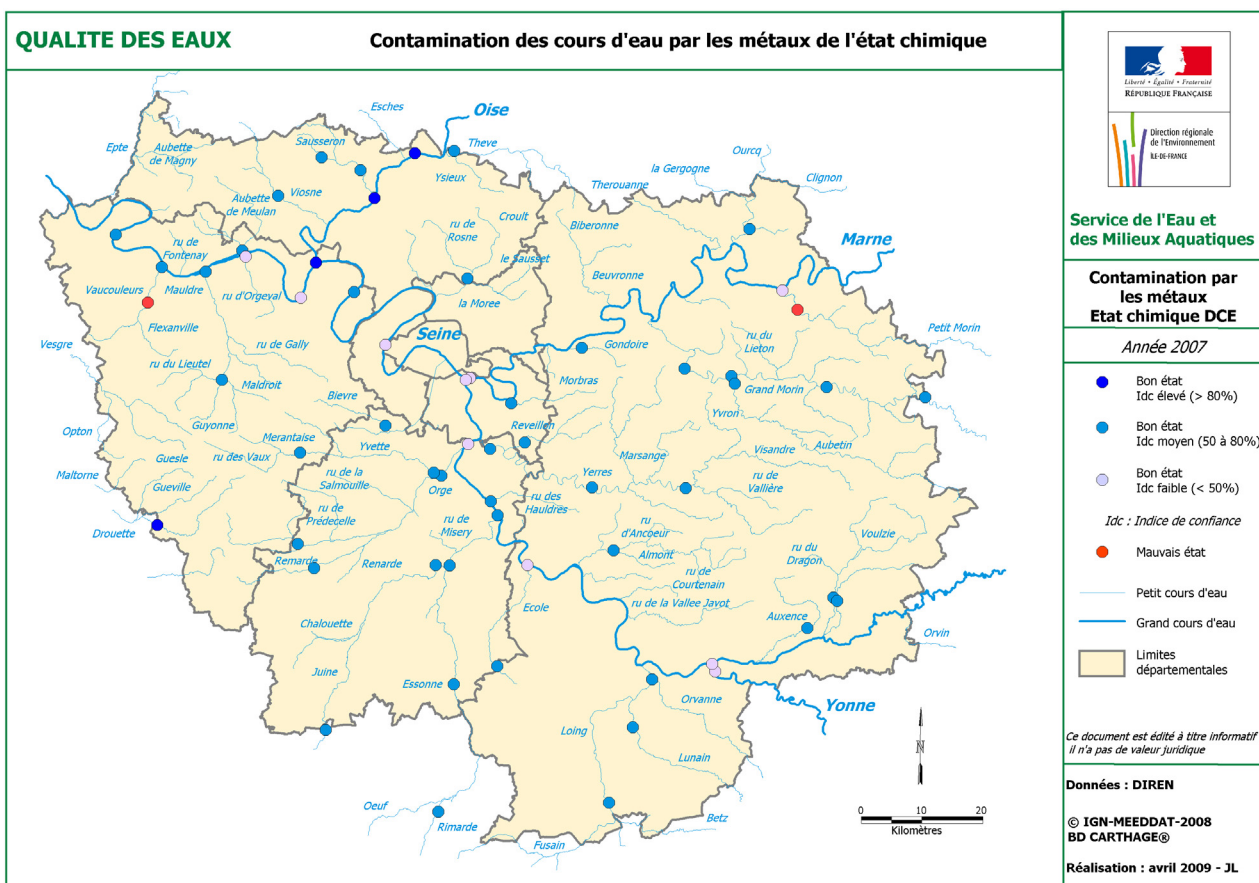 QUALITE DES EAUX
Contamination des cours d'eau par les métaux de l'état chimique
Esches
Oise
Epte
Aubette
de Magny
Sausseron
Theve
Ysieux
Viosne
Aubette
de Meulan
ru de
Rosne
Croult
le Sausset
la Moree
ru de
Fontenay
Vaucouleurs
Mauldre
ru d'Orgeval
Flexanville
Vesgre
ru du Lieutel
ru de Gally
Maldroit
Bievre
Guyonne
Opton
Merantaise
Yvette
Guesle
ru des Vaux
Maltorne
Gueville
Drouette
ru de la
Salmouille
Orge
ru de
Prédecelle
ru de
Misery
Remarde
Renarde
Chalouette
Juine
Essonne
Oeuf
Rimarde
Fusain
Betz
Seine
Ourcq
la Gergogne
Clignon
Therouanne
Biberonne
Marne
Beuvronne
Petit Morin
Gondoire
ru du
Lieton
Grand Morin
Morbras
Yvron
Reveillon
Aubetin
Marsange
Visandre
Yerres
ru de
Vallière
ru des
Hauldres
ru
d'Ancoeur
Almont
Voulzie
ru du
Dragon
ru de
Courtenain
ru de la Vallee Javot
Ecole
Auxence
Orvin
Orvanne
Yonne
Loing
Lunain
N
0 10 20
Kilomètres
Liberté • Égalité • Fraternité
RÉPUBLIQUE FRANÇAISE
Direction régionale
de l'Environnement
ÎLE-DE-FRANCE
Service de l'Eau et
des Milieux Aquatiques
Contamination par
les métaux
Etat chimique DCE
Année 2007
Bon état
Idc élevé (> 80%)
Bon état
Idc moyen (50 à 80%)
Bon état
Idc faible (< 50%)
Idc : Indice de confiance
Mauvais état
Petit cours d'eau
Grand cours d'eau
Limites
départementales
Ce document est édité à titre informatif
il n'a pas de valeur juridique
Données : DIREN
© IGN-MEEDDAT-2008
BD CARTHAGE®
Réalisation : avril 2009 - JL